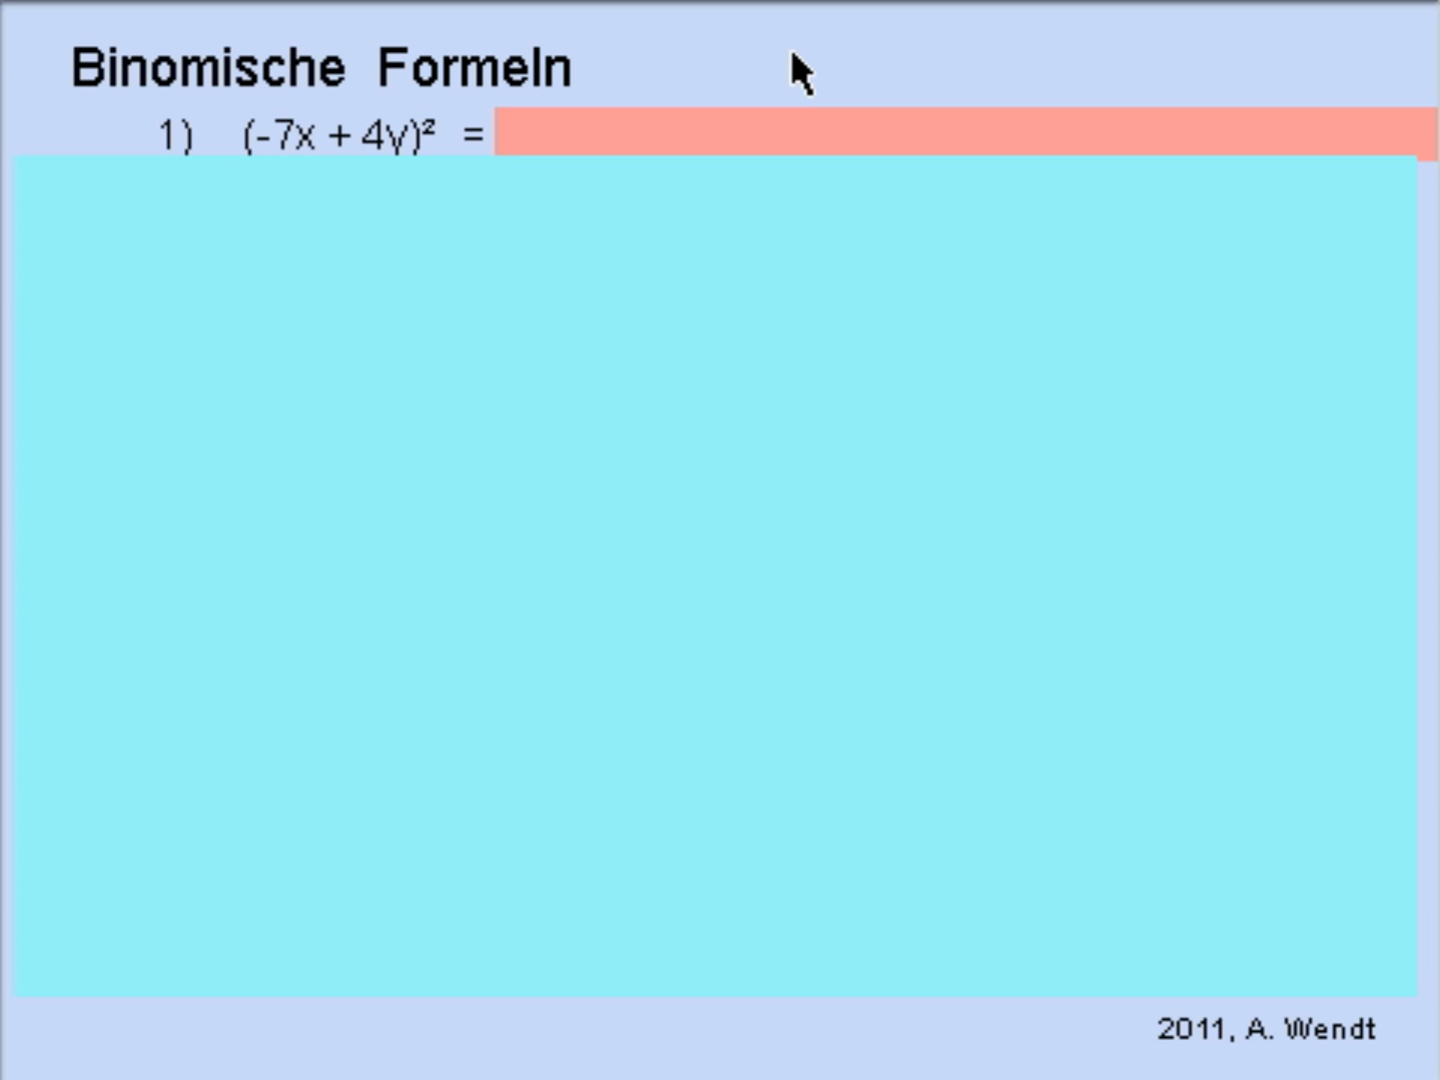 Binomische Formeln
1) (-7x + 4y)² =
2011, A. Wendt